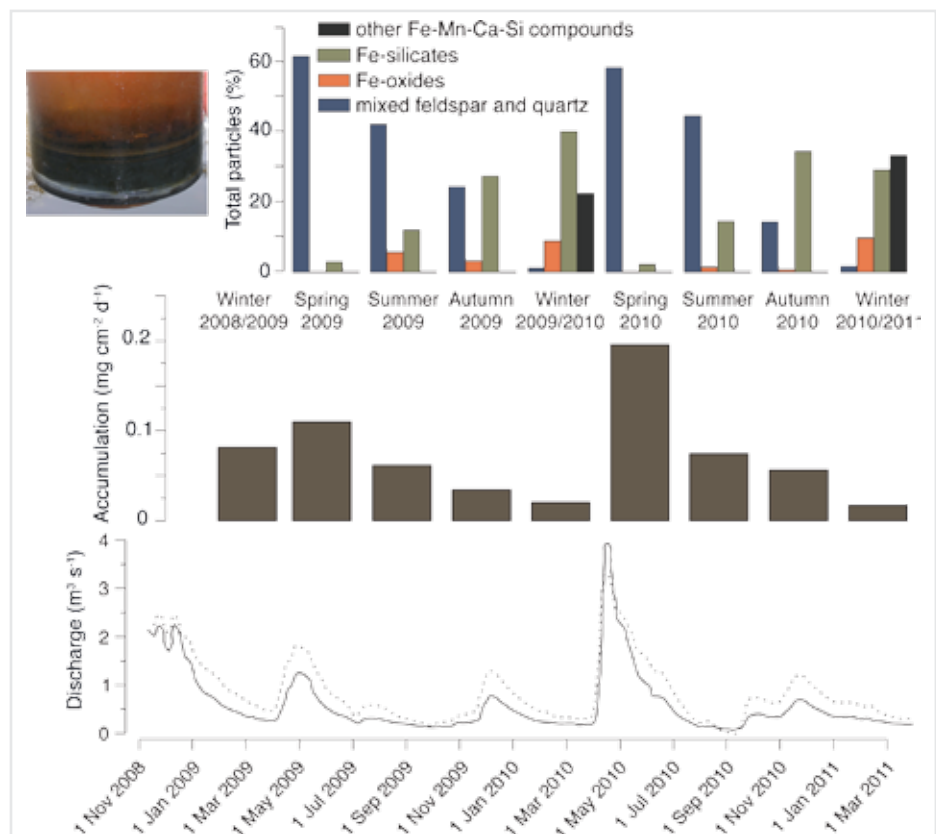 other Fe-Mn-Ca-Si compounds
Fe-silicates
Fe-oxides
mixed feldspar and quartz
Total particles (%)
60
40
20
0
Winter 2008/2009
Spring 2009
Summer 2009
Autumn 2009
Winter 2009/2010
Spring 2010
Summer 2010
Autumn 2010
Winter 2010/201
Accumulation (mg cm⁻² d⁻¹)
0.2
0.1
0
Discharge (m³ s⁻¹)
4
3
2
1
0
1 Nov 2008
1 Jan 2009
1 Mar 2009
1 May 2009
1 Jul 2009
1 Sep 2009
1 Nov 2009
1 Jan 2010
1 Mar 2010
1 May 2010
1 Jul 2010
1 Sep 2010
1 Nov 2010
1 Jan 2011
1 Mar 2011